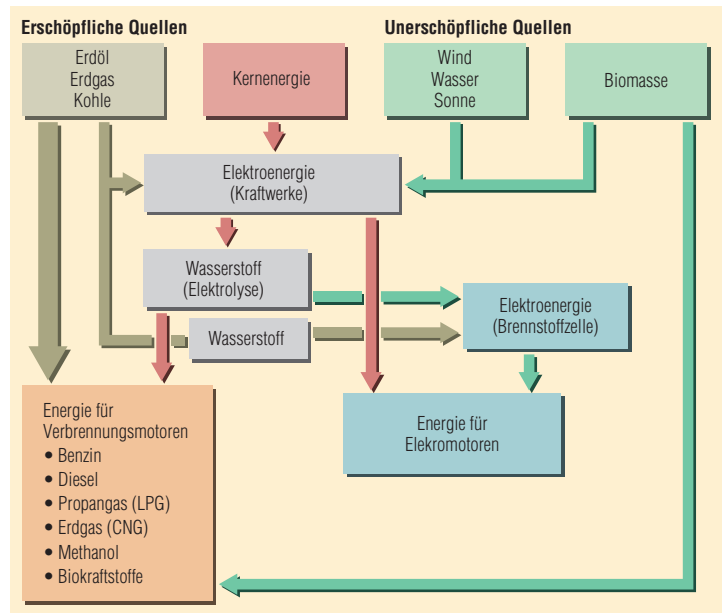 Erschöpfliche Quellen
Unerschöpfliche Quellen
Erdöl
Erdgas
Kohle
Kernenergie
Wind
Wasser
Sonne
Biomasse
Elektroenergie
(Kraftwerke)
Wasserstoff
(Elektrolyse)
Wasserstoff
Elektroenergie
(Brennstoffzelle)
Energie für
Verbrennungsmotoren
• Benzin
• Diesel
• Propangas (LPG)
• Erdgas (CNG)
• Methanol
• Biokraftstoffe
Energie für
Elekromotoren